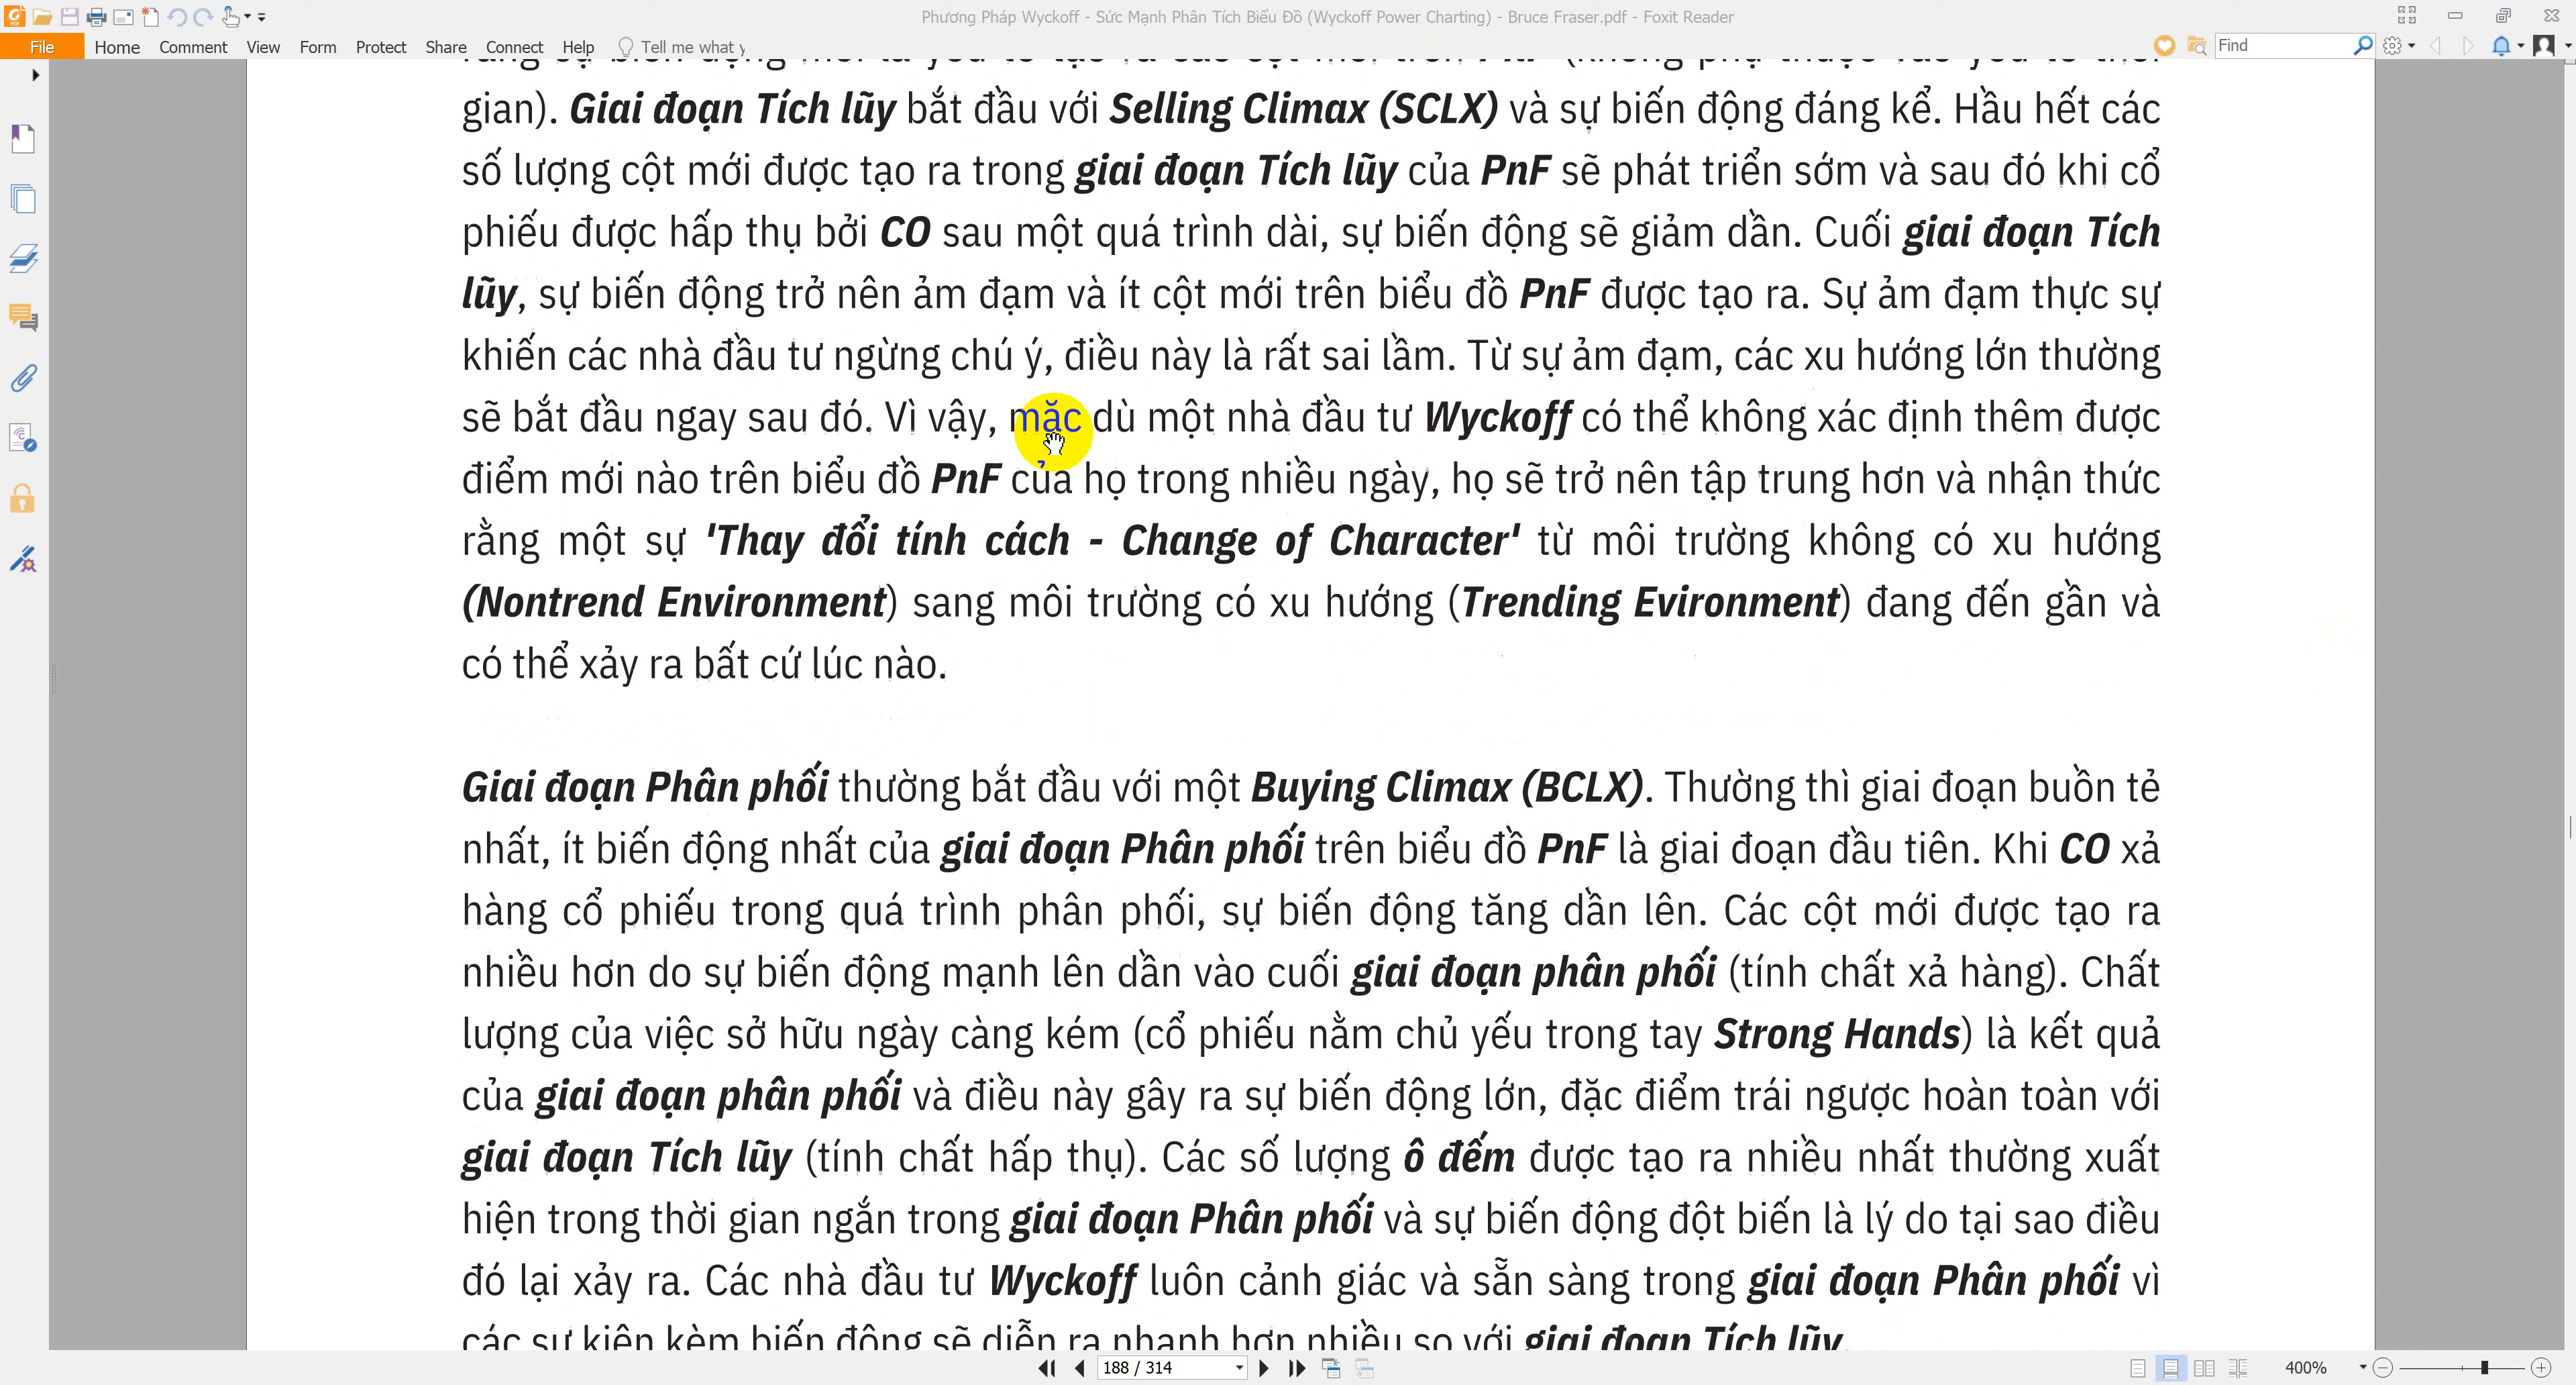 Phương Pháp Wyckoff - Sức Mạnh Phân Tích Biểu Đồ (Wyckoff Power Charting) - Bruce Fraser.pdf - Foxit Reader
File Home Comment View Form Protect Share Connect Help Tell me what Find
gian). Giai đoạn Tích lũy bắt đầu với Selling Climax (SCLX) và sự biến động đáng kể. Hầu hết các
số lượng cột mới được tạo ra trong giai đoạn Tích lũy của PnF sẽ phát triển sớm và sau đó khi cổ
phiếu được hấp thụ bởi CO sau một quá trình dài, sự biến động sẽ giảm dần. Cuối giai đoạn Tích
lũy, sự biến động trở nên ảm đạm và ít cột mới trên biểu đồ PnF được tạo ra. Sự ảm đạm thực sự
khiến các nhà đầu tư ngừng chú ý, điều này là rất sai lầm. Từ sự ảm đạm, các xu hướng lớn thường
sẽ bắt đầu ngay sau đó. Vì vậy, mặc dù một nhà đầu tư Wyckoff có thể không xác định thêm được
điểm mới nào trên biểu đồ PnF của họ trong nhiều ngày, họ sẽ trở nên tập trung hơn và nhận thức
rằng một sự 'Thay đổi tính cách - Change of Character' từ môi trường không có xu hướng
(Nontrend Environment) sang môi trường có xu hướng (Trending Evironment) đang đến gần và
có thể xảy ra bất cứ lúc nào.
Giai đoạn Phân phối thường bắt đầu với một Buying Climax (BCLX). Thường thì giai đoạn buồn tẻ
nhất, ít biến động nhất của giai đoạn Phân phối trên biểu đồ PnF là giai đoạn đầu tiên. Khi CO xả
hàng cổ phiếu trong quá trình phân phối, sự biến động tăng dần lên. Các cột mới được tạo ra
nhiều hơn do sự biến động mạnh lên dần vào cuối giai đoạn phân phối (tính chất xả hàng). Chất
lượng của việc sở hữu ngày càng kém (cổ phiếu nằm chủ yếu trong tay Strong Hands) là kết quả
của giai đoạn phân phối và điều này gây ra sự biến động lớn, đặc điểm trái ngược hoàn toàn với
giai đoạn Tích lũy (tính chất hấp thụ). Các số lượng ô đếm được tạo ra nhiều nhất thường xuất
hiện trong thời gian ngắn trong giai đoạn Phân phối và sự biến động đột biến là lý do tại sao điều
đó lại xảy ra. Các nhà đầu tư Wyckoff luôn cảnh giác và sẵn sàng trong giai đoạn Phân phối vì
các sự kiện kèm biến động sẽ diễn ra nhanh hơn nhiều so với giai đoạn Tích lũy.
188 / 314 400%